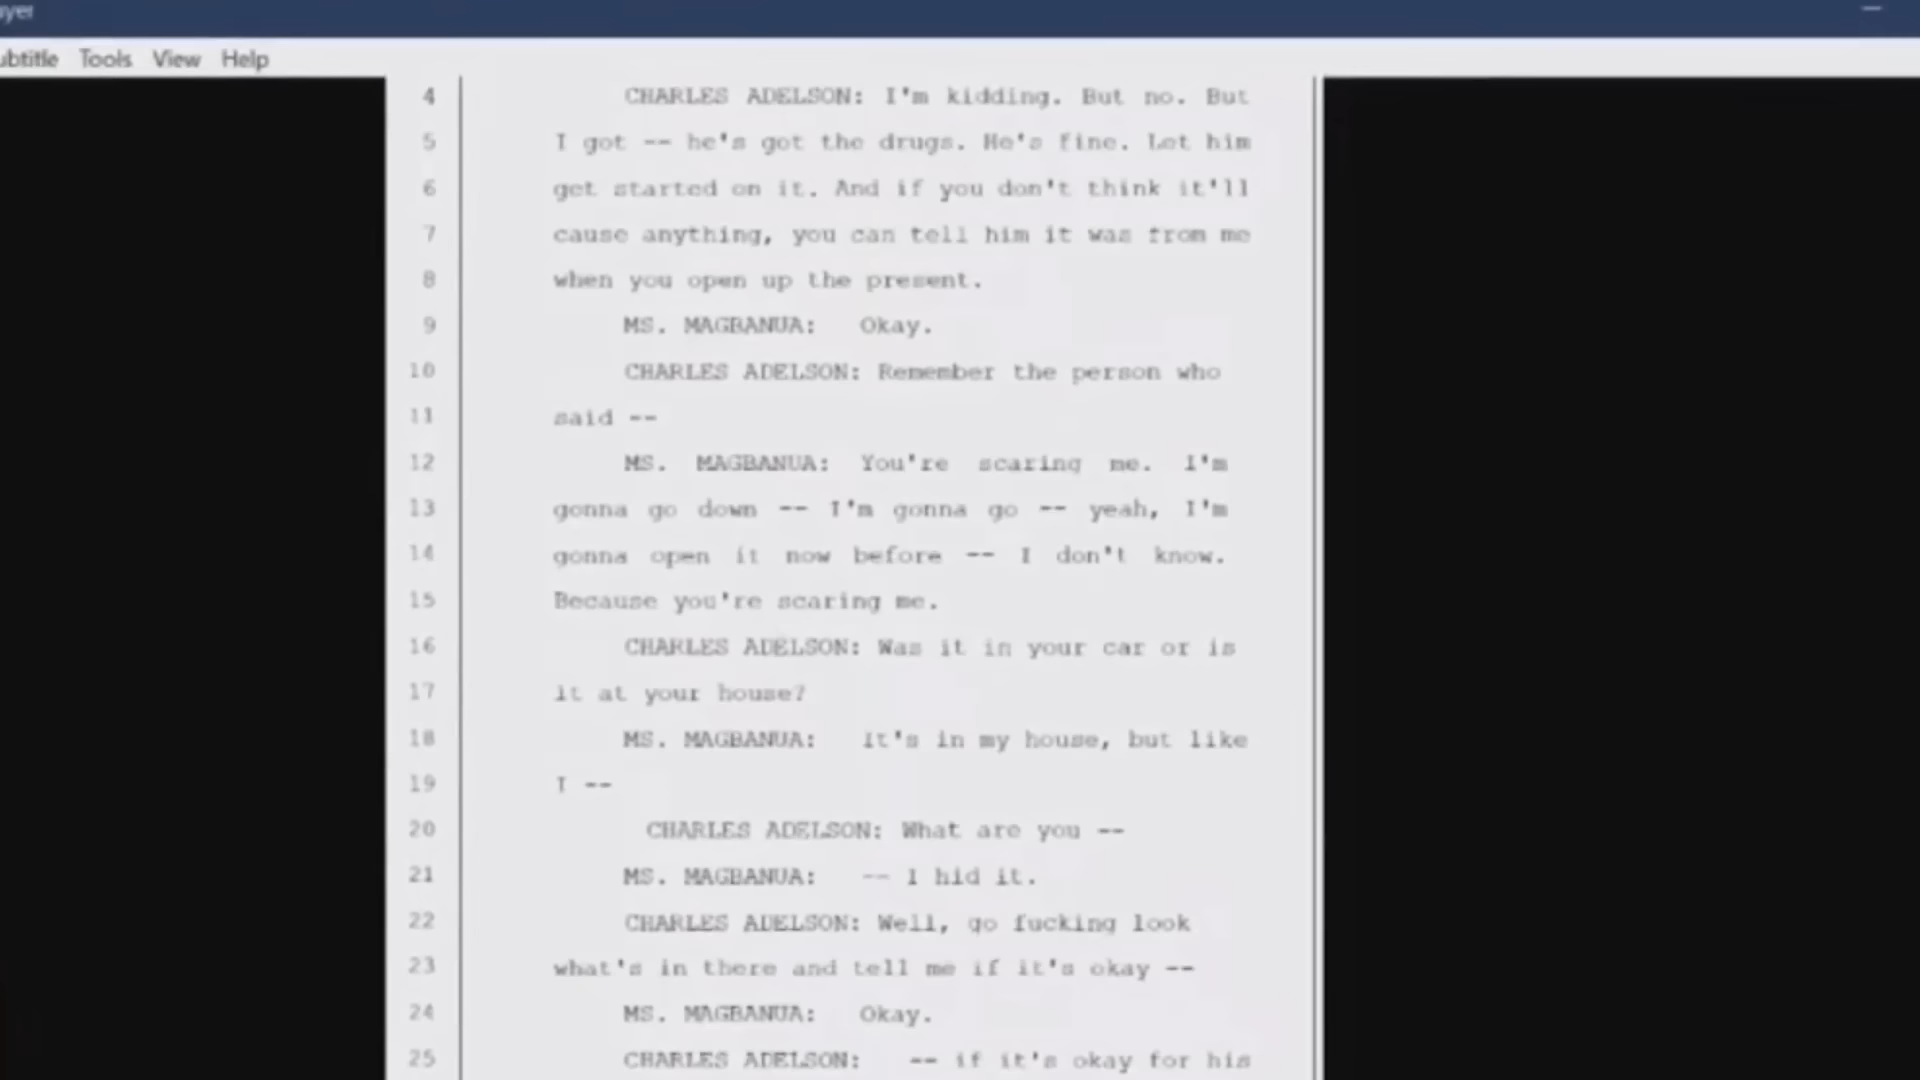 ayer
ubtitle Tools View Help
4 CHARLES ADELSON: I'm kidding. But no. But
5 I got -- he's got the drugs. He's fine. Let him
6 get started on it. And if you don't think it'll
7 cause anything, you can tell him it was from me
8 when you open up the present.
9 MS. MAGBANUA: Okay.
10 CHARLES ADELSON: Remember the person who
11 said --
12 MS. MAGBANUA: You're scaring me. I'm
13 gonna go down -- I'm gonna go -- yeah, I'm
14 gonna open it now before -- I don't know.
15 Because you're scaring me.
16 CHARLES ADELSON: Was it in your car or is
17 it at your house?
18 MS. MAGBANUA: It's in my house, but like
19 I --
20 CHARLES ADELSON: What are you --
21 MS. MAGBANUA: -- I hid it.
22 CHARLES ADELSON: Well, go fucking look
23 what's in there and tell me if it's okay --
24 MS. MAGBANUA: Okay.
25 CHARLES ADELSON: -- if it's okay for his